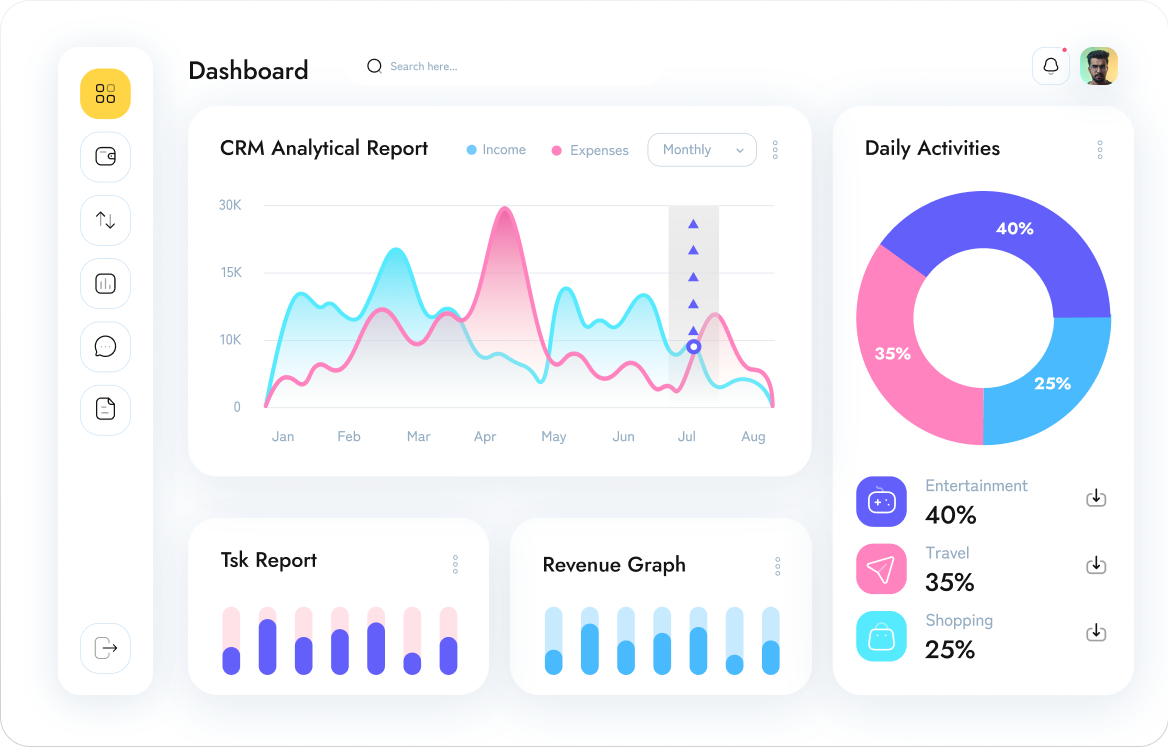 Dashboard
Search here...
CRM Analytical Report
Income
Expenses
Monthly
30K
15K
10K
0
Jan
Feb
Mar
Apr
May
Jun
Jul
Aug
Daily Activities
40%
35%
25%
Entertainment
40%
Travel
35%
Shopping
25%
Tsk Report
Revenue Graph